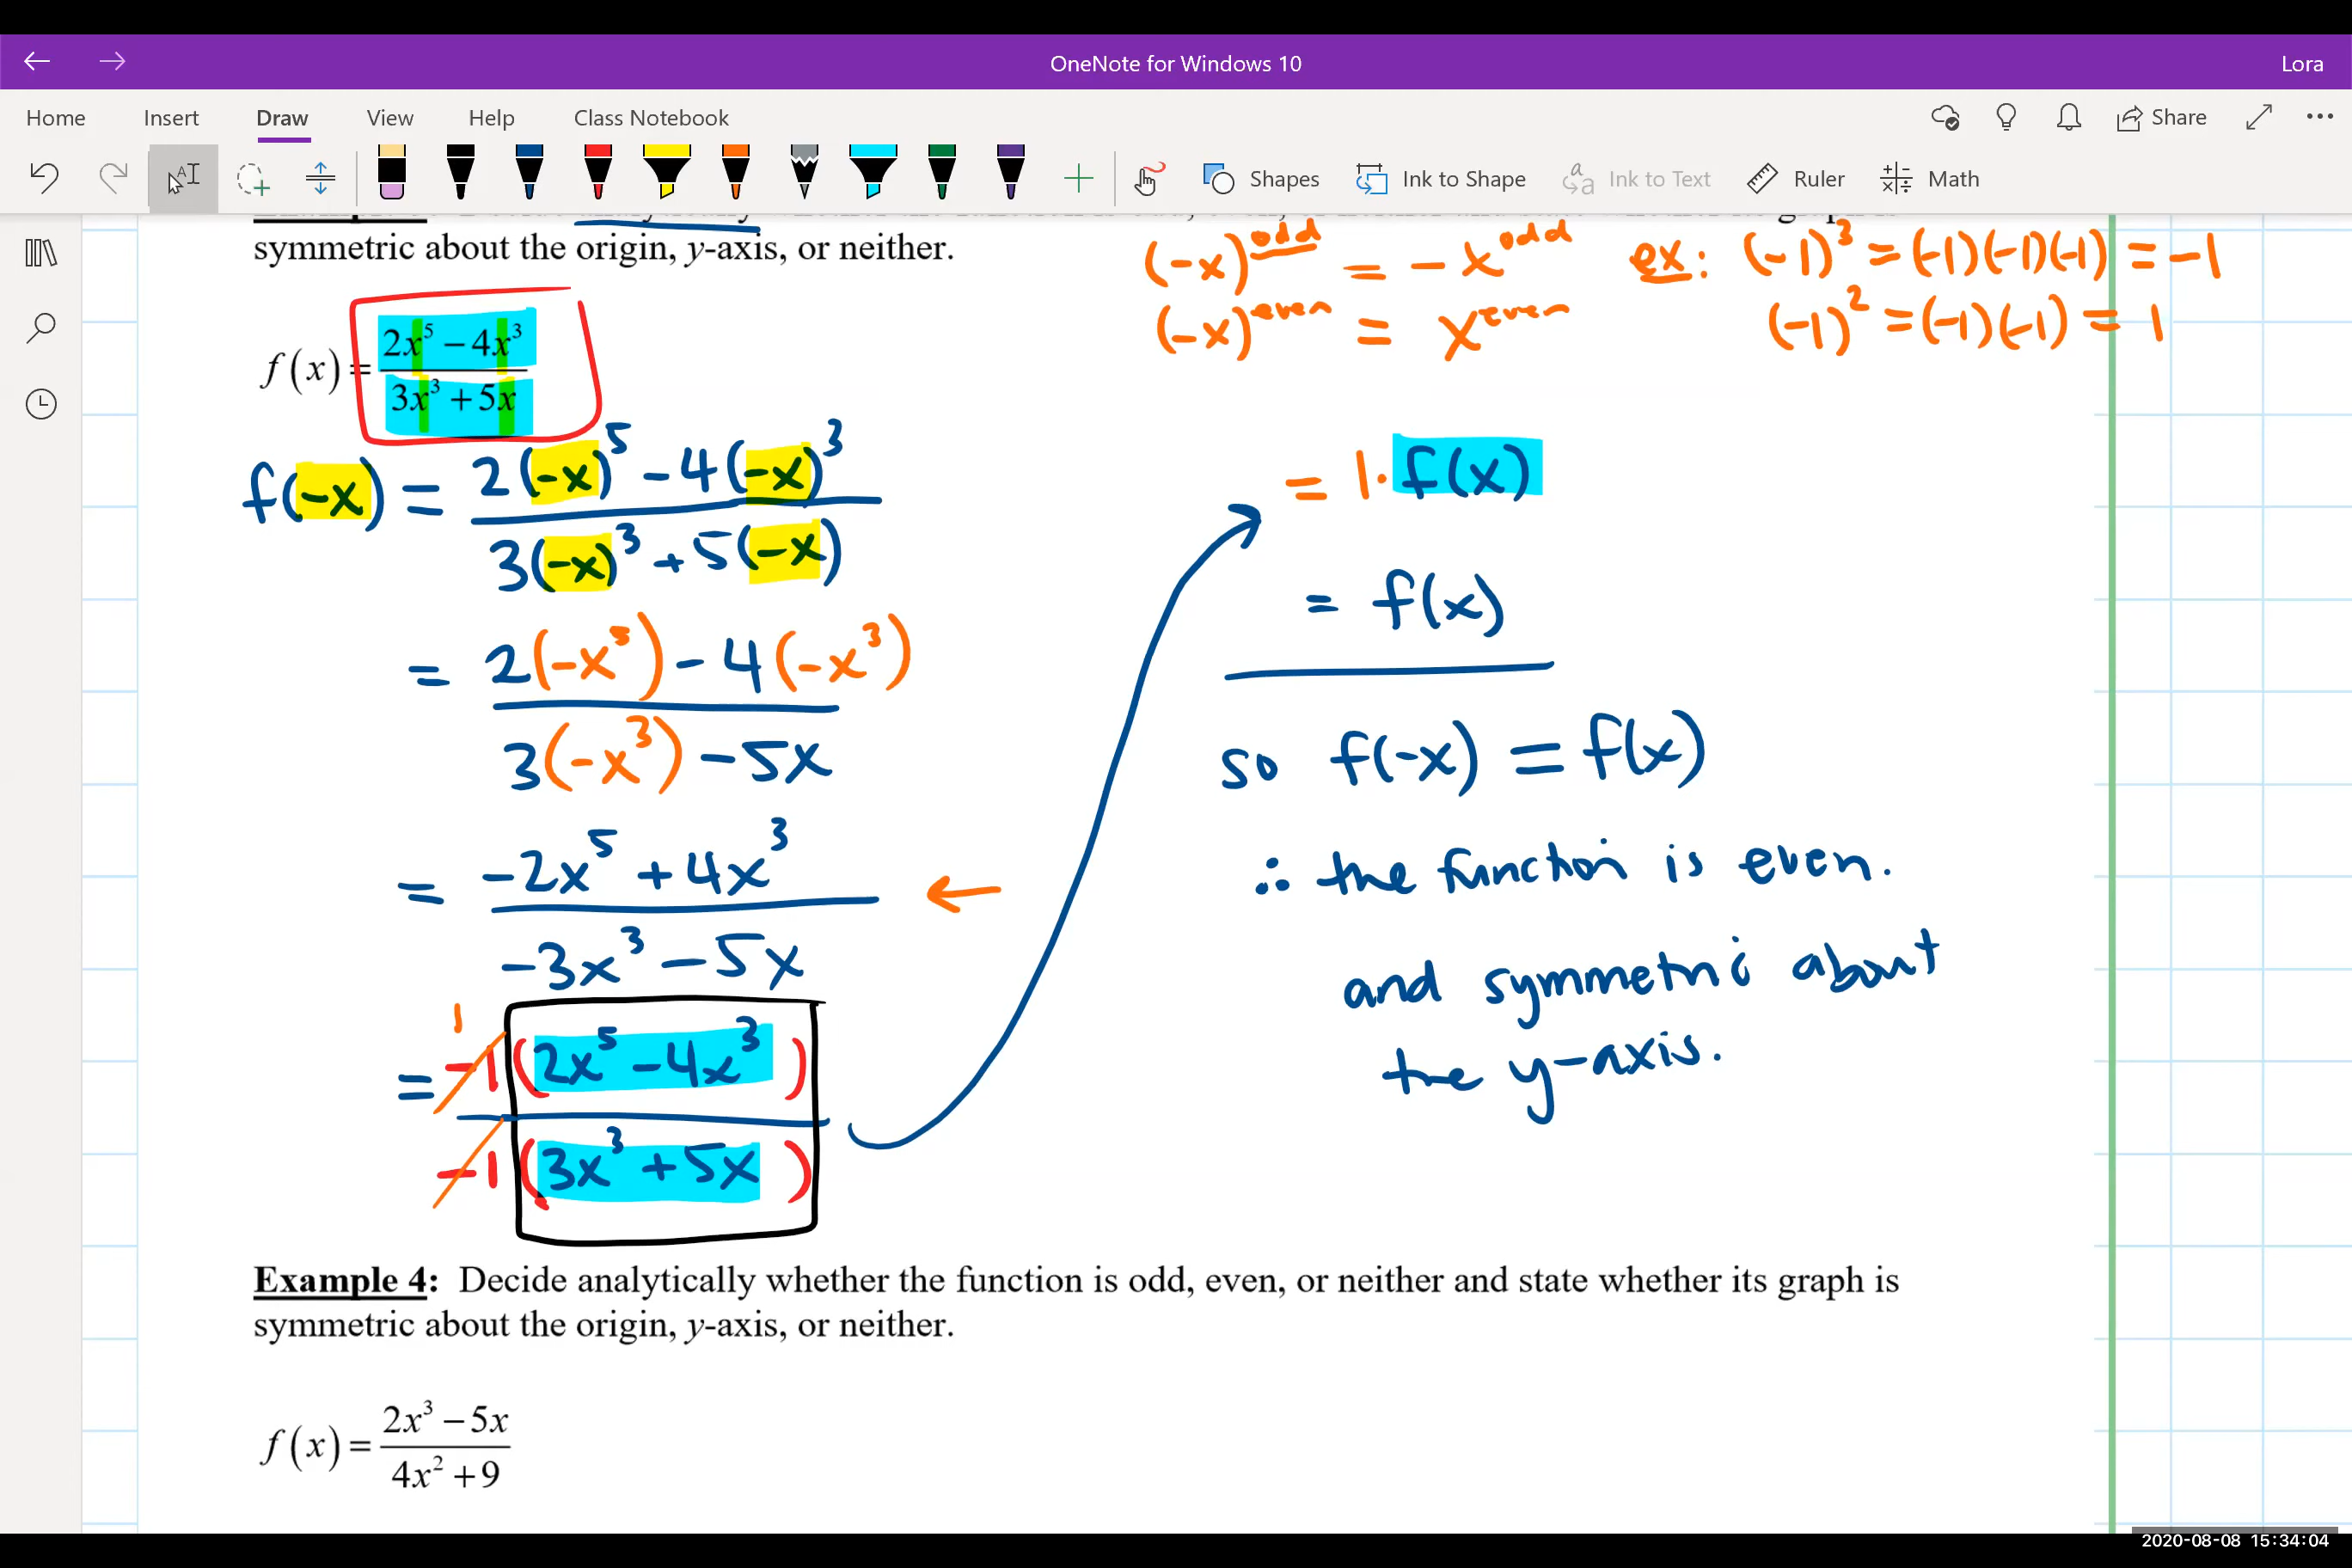 OneNote for Windows 10
Lora
Home Insert Draw View Help Class Notebook Share
Shapes Ink to Shape Ink to Text Ruler Math
symmetric about the origin, y-axis, or neither.
(-x)^odd = -x^odd ex: (-1)^3 = (-1)(-1)(-1) = -1
(-x)^even = x^even (-1)^2 = (-1)(-1) = 1
f(x) = (2x^5 - 4x^3)/(3x^3 + 5x)
f(-x) = (2(-x)^5 - 4(-x)^3)/(3(-x)^3 + 5(-x))
= (2(-x^5) - 4(-x^3))/(3(-x^3) - 5x)
= (-2x^5 + 4x^3)/(-3x^3 - 5x) ←
1
= -1(2x^5 - 4x^3)/-1(3x^3 + 5x)
= 1·f(x)
= f(x)
so f(-x) = f(x)
∴ the function is even.
and symmetric about
the y-axis.
Example 4: Decide analytically whether the function is odd, even, or neither and state whether its graph is
symmetric about the origin, y-axis, or neither.
f(x) = (2x^3 - 5x)/(4x^2 + 9)
2020-08-08 15:34:04